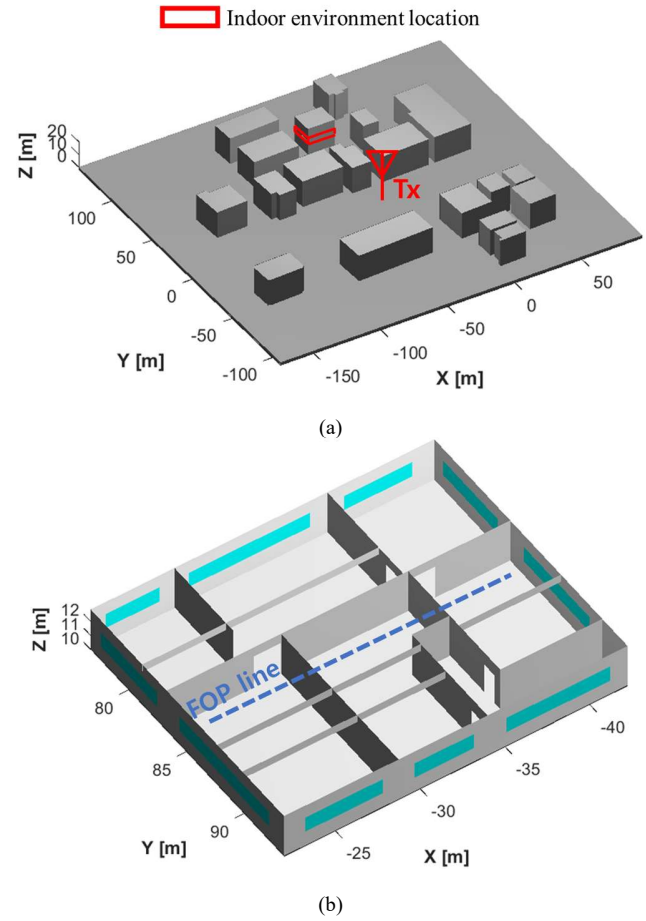 Indoor environment location
20
10
0
Z [m]
Tx
100
50
0
-50
-100
Y [m]
50
0
-50
-100
-150
X [m]
(a)
12
11
10
Z [m]
FOP line
80
85
90
Y [m]
-40
-35
-30
-25
X [m]
(b)